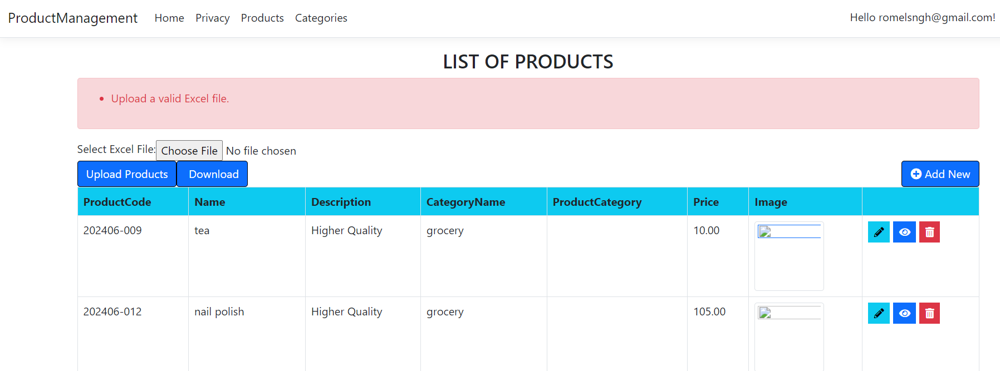 ProductManagement Home Privacy Products Categories Hello romelsngh@gmail.com!
LIST OF PRODUCTS
Upload a valid Excel file.
Select Excel File: Choose File No file chosen
Upload Products Download Add New
ProductCode Name Description CategoryName ProductCategory Price Image
202406-009 tea Higher Quality grocery 10.00
202406-012 nail polish Higher Quality grocery 105.00